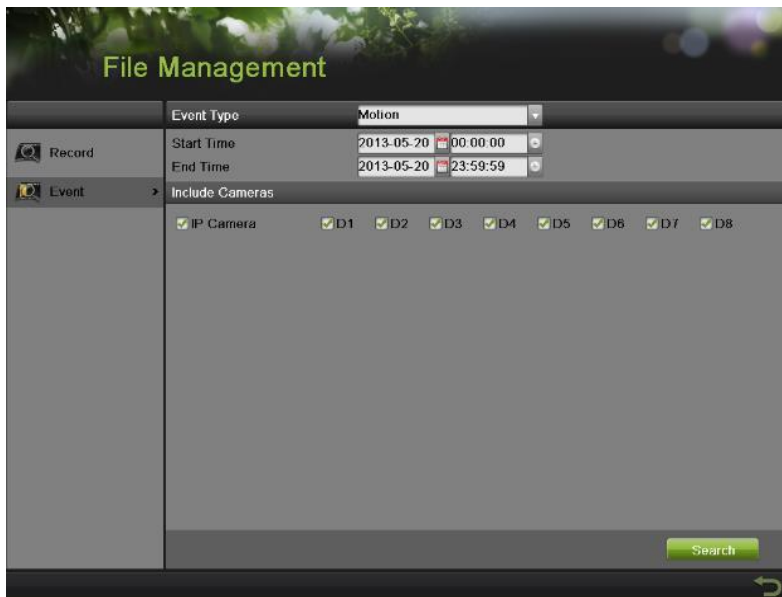 File Management
Event Type Motion
Record
Start Time 2013-05-20 00:00:00
End Time 2013-05-20 23:59:59
Event
Include Cameras
IP Camera D1 D2 D3 D4 D5 D6 D7 D8
Search